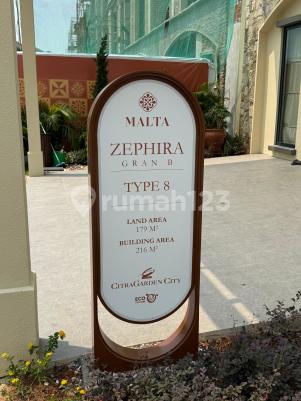 MALTA
ZEPHIRA
GRAN B
TYPE 8
LAND AREA
179 M²
BUILDING AREA
216 M²
CITRAGARDEN CITY
ECO
rumah123